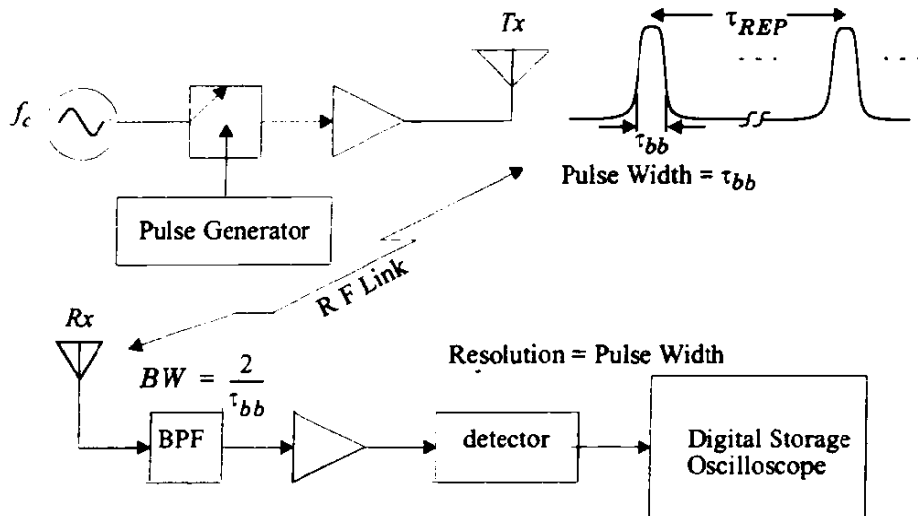 Tx
τ_REP
f_c
τ_bb
Pulse Width = τ_bb
Pulse Generator
R F Link
Rx
BW = 2/τ_bb
Resolution = Pulse Width
BPF
detector
Digital Storage
Oscilloscope